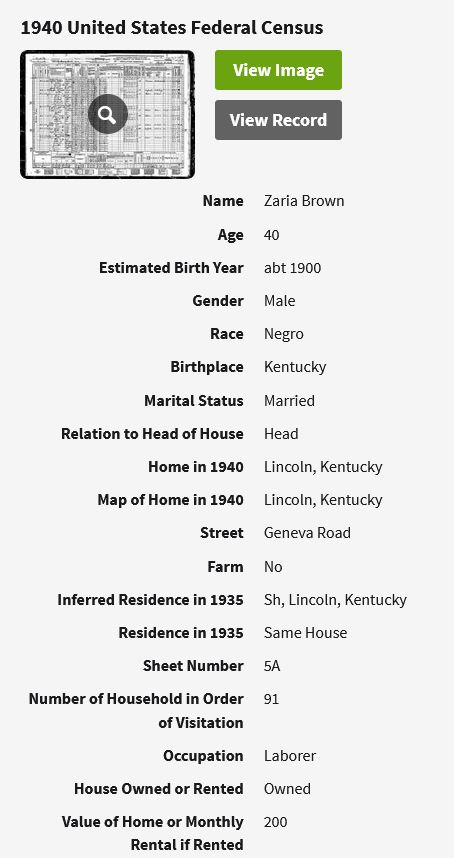 1940 United States Federal Census
View Image
View Record
Name Zaria Brown
Age 40
Estimated Birth Year abt 1900
Gender Male
Race Negro
Birthplace Kentucky
Marital Status Married
Relation to Head of House Head
Home in 1940 Lincoln, Kentucky
Map of Home in 1940 Lincoln, Kentucky
Street Geneva Road
Farm No
Inferred Residence in 1935 Sh, Lincoln, Kentucky
Residence in 1935 Same House
Sheet Number 5A
Number of Household in Order 91
of Visitation
Occupation Laborer
House Owned or Rented Owned
Value of Home or Monthly 200
Rental if Rented